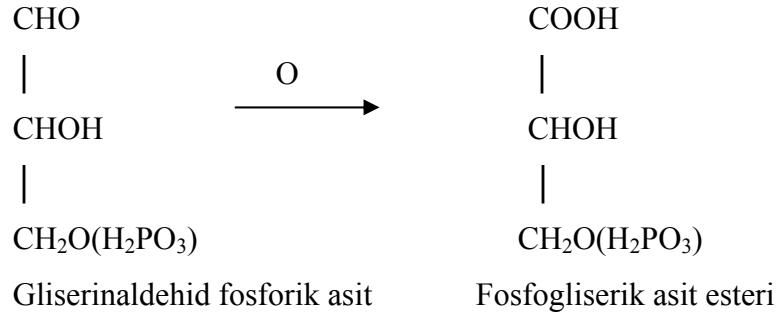 CHO COOH
| O |
CHOH CHOH
| |
CH₂O(H₂PO₃) CH₂O(H₂PO₃)
Gliserinaldehid fosforik asit Fosfogliserik asit esteri